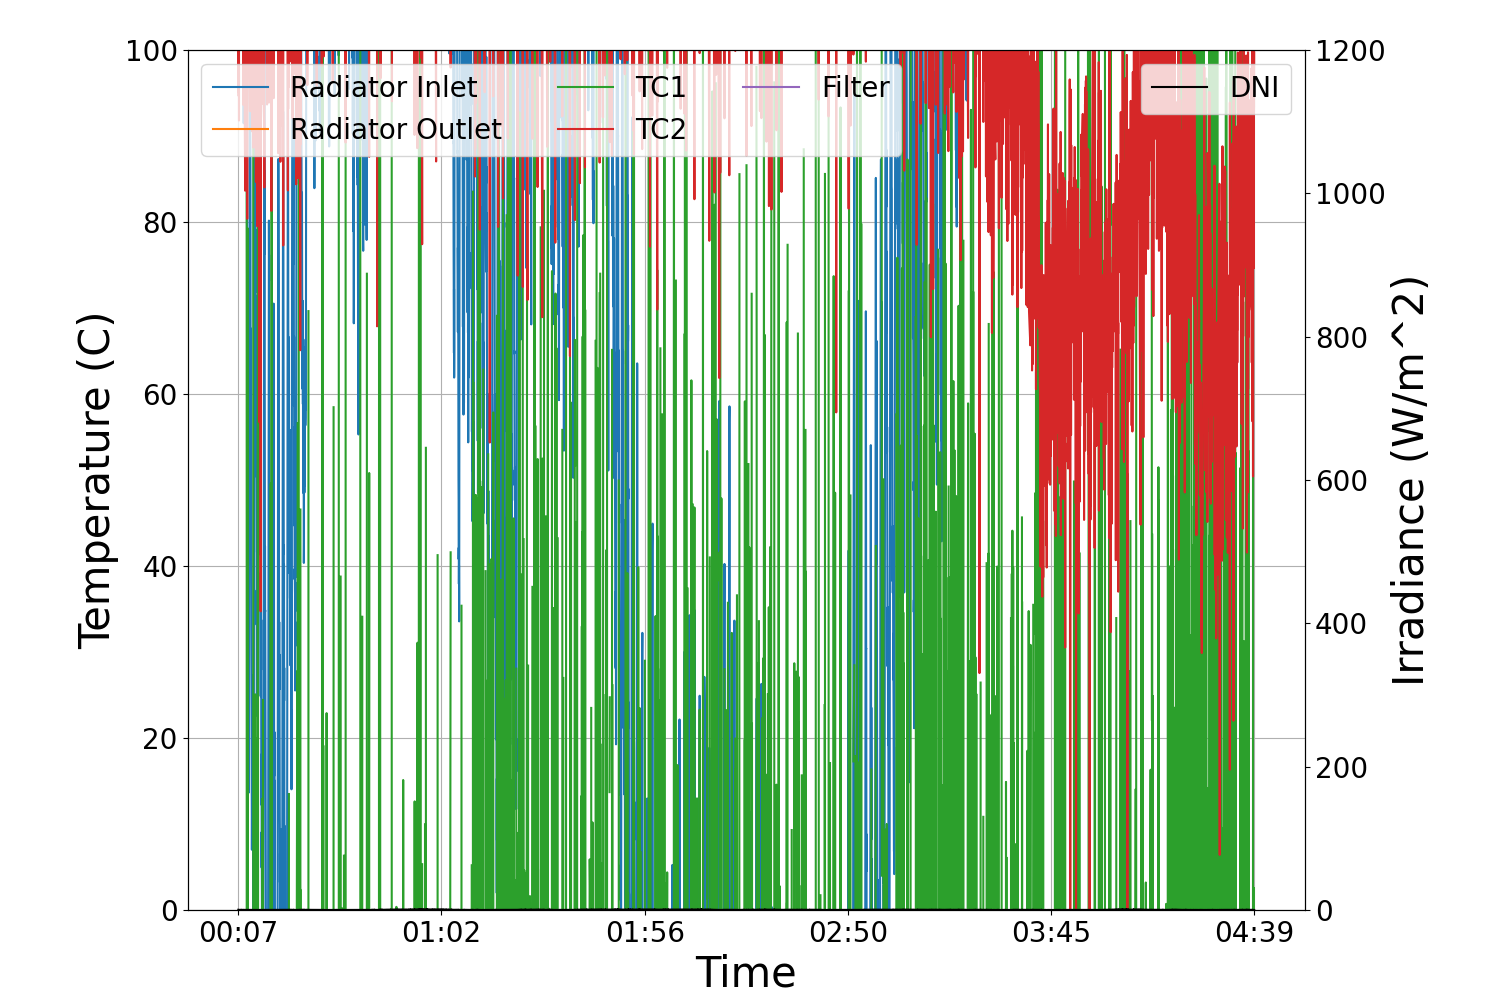 100
80
60
40
20
0
Temperature (C)
Radiator Inlet
Radiator Outlet
TC1
TC2
Filter
DNI
1200
1000
800
600
400
200
0
Irradiance (W/m^2)
00:07
01:02
01:56
02:50
03:45
04:39
Time